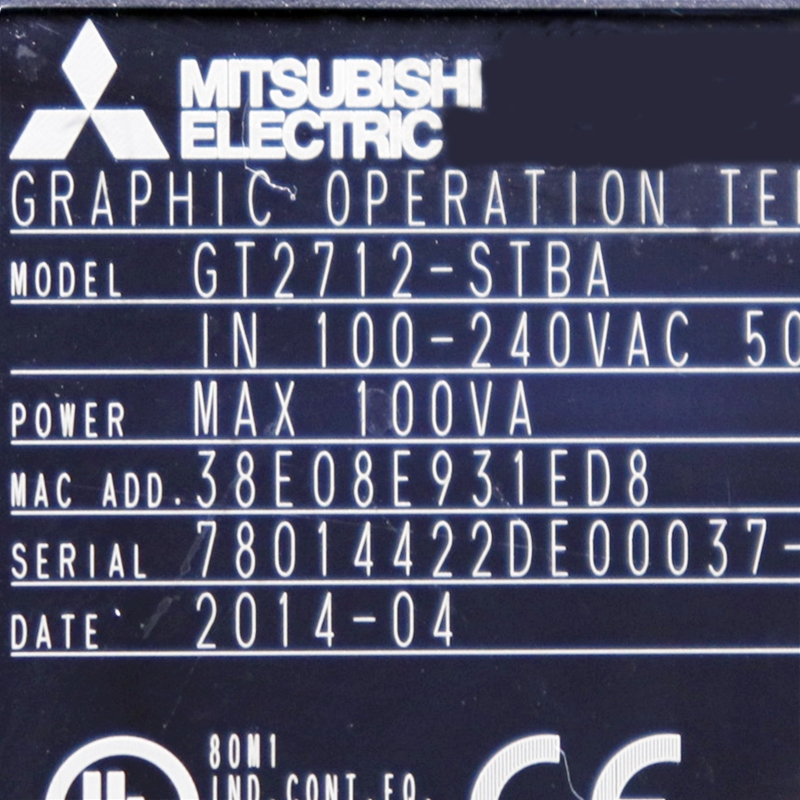 MITSUBISHI
ELECTRIC
GRAPHIC OPERATION TE
MODEL GT2712-STBA
IN 100-240VAC 50
POWER MAX 100VA
MAC ADD. 38E08E931ED8
SERIAL 78014422DE00037-
DATE 2014-04
80M1
IND.CONT.EQ.
CE